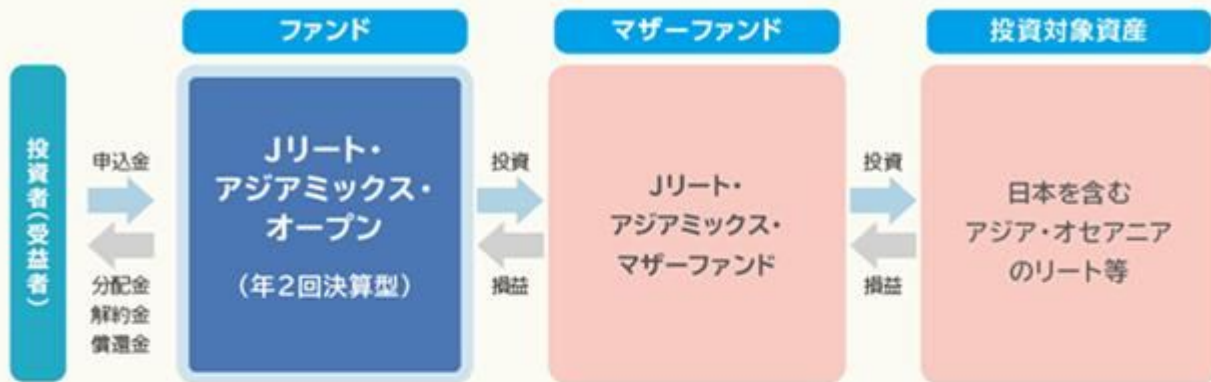 ファンド
マザーファンド
投資対象資産
投資者(受益者)
申込金
分配金
解約金
償還金
Jリート・
アジアミックス・
オープン
(年2回決算型)
投資
損益
Jリート・
アジアミックス・
マザーファンド
投資
損益
日本を含む
アジア・オセアニア
のリート等